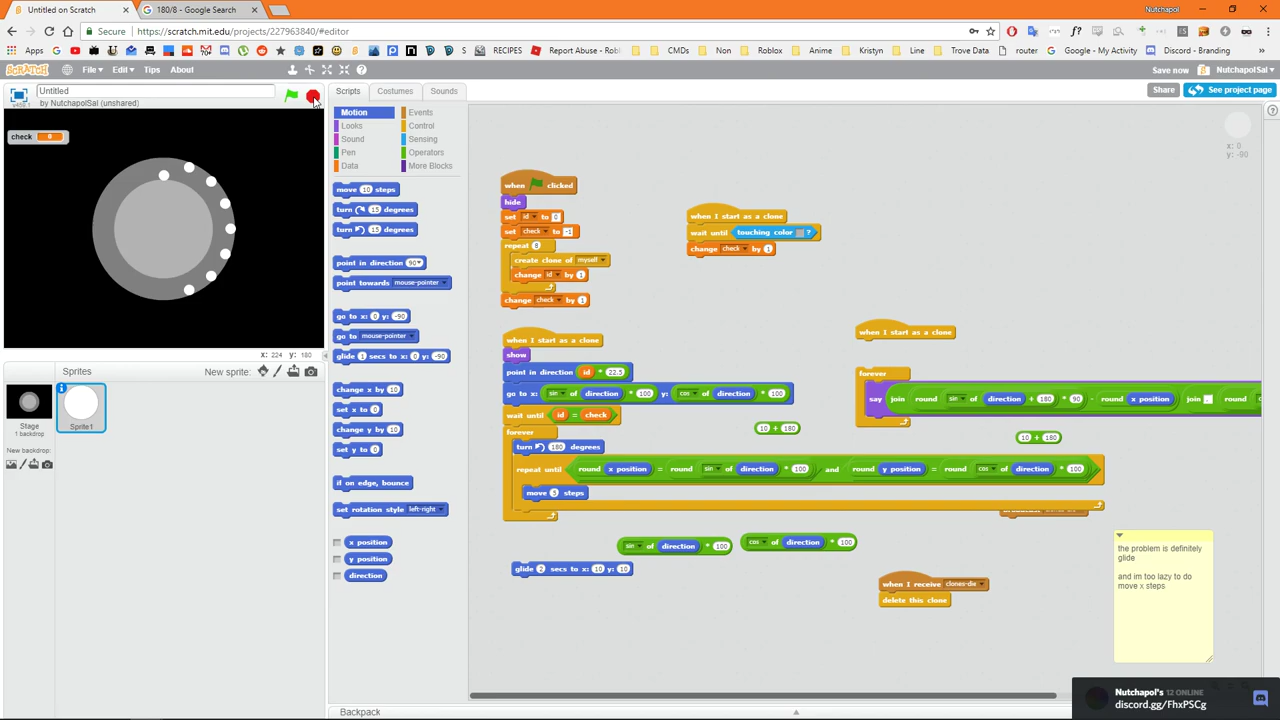 Untitled on Scratch
180/8 - Google Search
Nutchapol
Secure
https://scratch.mit.edu/projects/227963840/#editor
Apps
RECIPES
Report Abuse - Robl
CMDs
Non
Roblox
Anime
Kristyn
Line
Trove Data
router
Google - My Activity
Discord - Branding
SCRATCH
File
Edit
Tips
About
Save now
NutchapolSal
Untitled
by NutchapolSal (unshared)
Scripts
Costumes
Sounds
Share
See project page
check 8
Motion
Looks
Sound
Pen
Data
Events
Control
Sensing
Operators
More Blocks
move 10 steps
turn 15 degrees
turn 15 degrees
point in direction 90
point towards mouse-pointer
go to x: 0 y: -90
go to mouse-pointer
glide 1 secs to x: 0 y: -90
change x by 10
set x to 0
change y by 10
set y to 0
if on edge, bounce
set rotation style left-right
x position
y position
direction
x: 224 y: 180
Sprites
New sprite:
Stage
1 backdrop
New backdrop:
Sprite1
x: 0
y: -90
when clicked
hide
set id to 0
set check to -1
repeat 8
create clone of myself
change id by 1
change check by 1
when I start as a clone
wait until touching color ?
change check by 1
when I start as a clone
show
point in direction id * 22.5
go to x: sin of direction * 100 y: cos of direction * 100
wait until id = check
forever
turn 180 degrees
repeat until round x position = round sin of direction * 100 and round y position = round cos of direction * 100
move 5 steps
10 + 180
when I start as a clone
forever
say join round sin of direction + 180 * 90 - round x position join . round
10 + 180
sin of direction * 100
cos of direction * 100
glide 2 secs to x: 10 y: 10
when I receive clones-die
delete this clone
the problem is definitely
glide
and im too lazy to do
move x steps
Backpack
Nutchapol's 12 ONLINE
discord.gg/FhxPSCg